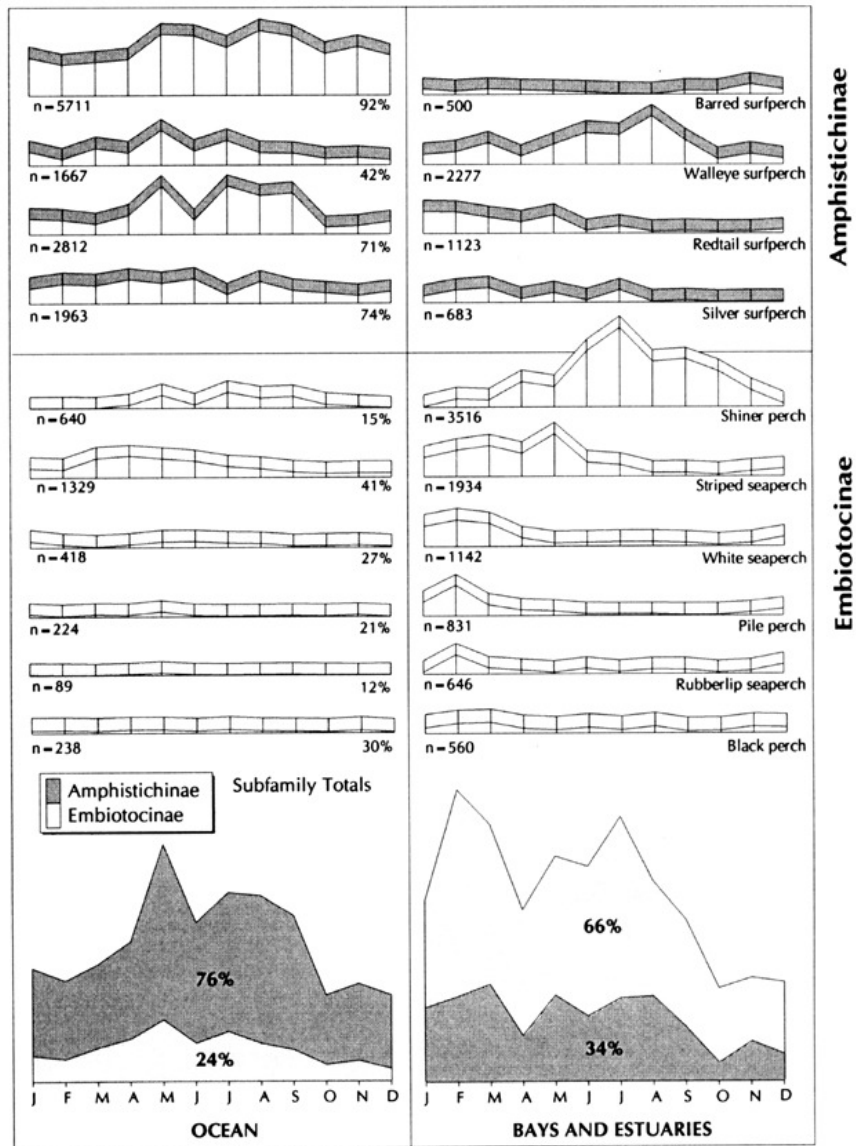 Amphistichinae
n=5711 92% n=500 Barred surfperch
n=1667 42% n=2277 Walleye surfperch
n=2812 71% n=1123 Redtail surfperch
n=1963 74% n=683 Silver surfperch
Embiotocinae
n=640 15% n=3516 Shiner perch
n=1329 41% n=1934 Striped seaperch
n=418 27% n=1142 White seaperch
n=224 21% n=831 Pile perch
n=89 12% n=646 Rubberlip seaperch
n=238 30% n=560 Black perch
Amphistichinae Subfamily Totals
Embiotocinae
66%
76%
34%
24%
J F M A M J J A S O N D J F M A M J J A S O N D
OCEAN BAYS AND ESTUARIES